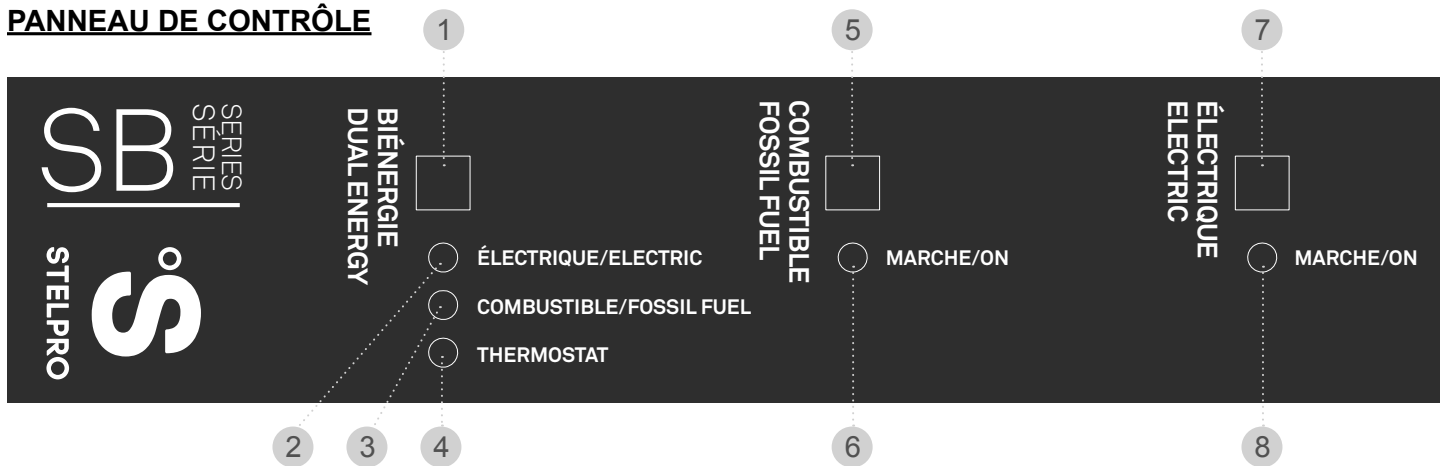 PANNEAU DE CONTRÔLE
1
5
7
SB
SERIES
SÉRIE
STELPRO
BIÉNERGIE
DUAL ENERGY
ÉLECTRIQUE/ELECTRIC
COMBUSTIBLE/FOSSIL FUEL
THERMOSTAT
COMBUSTIBLE
FOSSIL FUEL
MARCHE/ON
ÉLECTRIQUE
ELECTRIC
MARCHE/ON
2
3
4
6
8